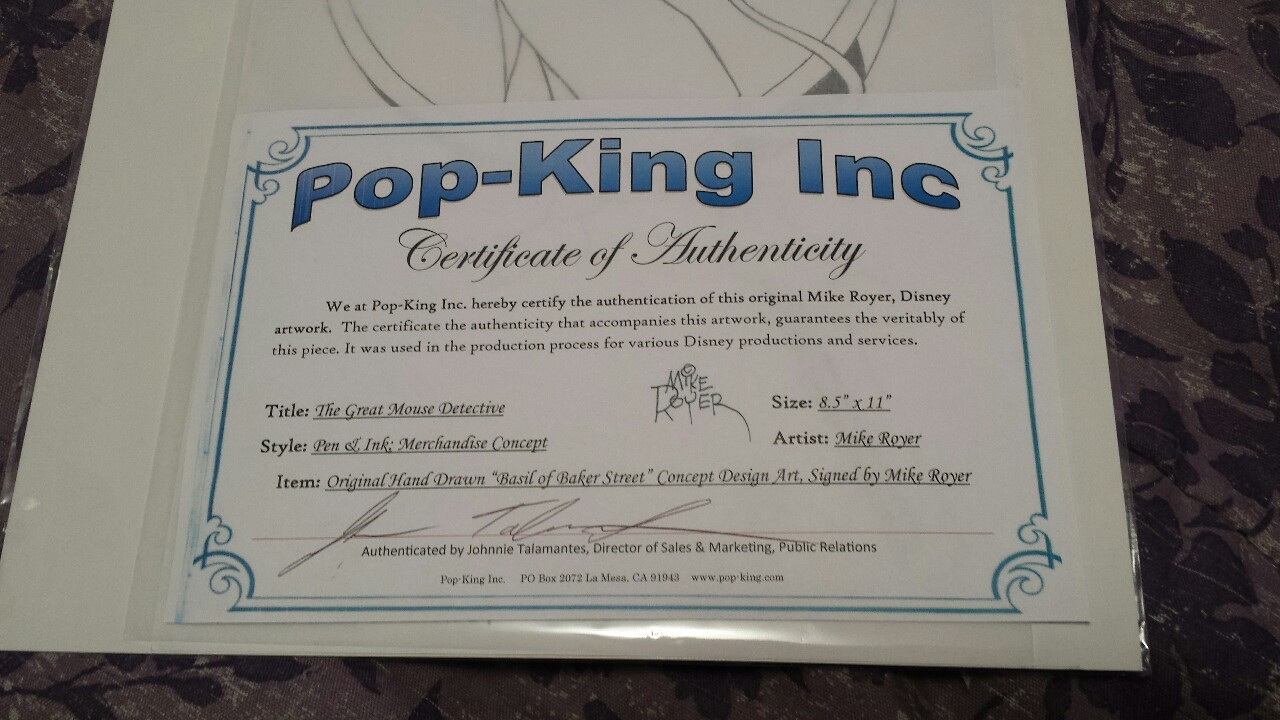 Pop-King Inc
Certificate of Authenticity
We at Pop-King Inc. hereby certify the authentication of this original Mike Royer, Disney
artwork. The certificate the authenticity that accompanies this artwork, guarantees the veritably of
this piece. It was used in the production process for various Disney productions and services.
MIKE
ROYER
Title: The Great Mouse Detective
Size: 8.5” x 11”
Style: Pen & Ink; Merchandise Concept
Artist: Mike Royer
Item: Original Hand Drawn “Basil of Baker Street” Concept Design Art, Signed by Mike Royer
Authenticated by Johnnie Talamantes, Director of Sales & Marketing, Public Relations
Pop-King Inc. PO Box 2072 La Mesa, CA 91943 www.pop-king.com